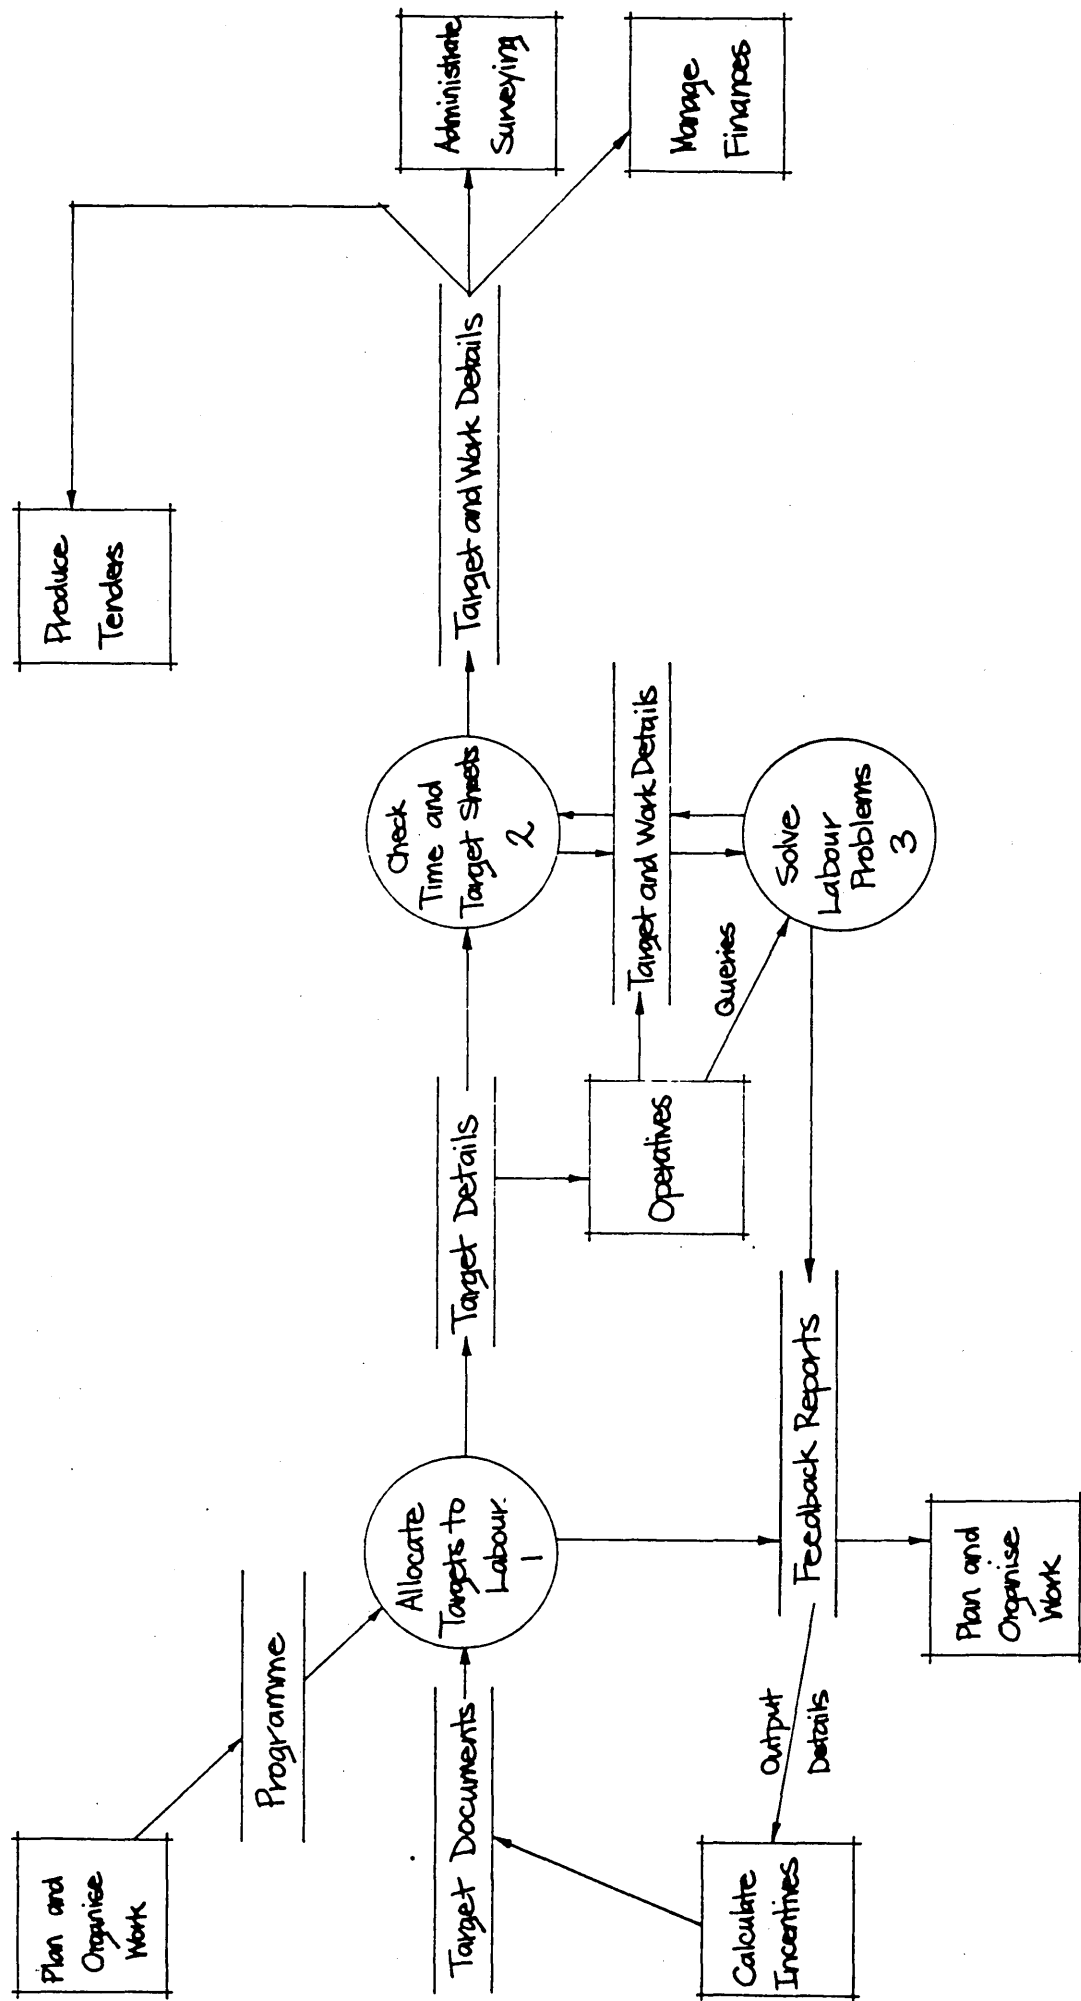 Plan and
Organise
Work
Programme
Target Documents
Calculate
Incentives
Allocate
Targets to
Labour.
1
Output
Details
Feedback Reports
Plan and
Organise
Work
Target Details
Operatives
Queries
Check
Time and
Target Sheets
2
Target and Work Details
Solve
Labour
Problems
3
Produce
Tenders
Target and Work Details
Administrate
Surveying
Manage
Finances